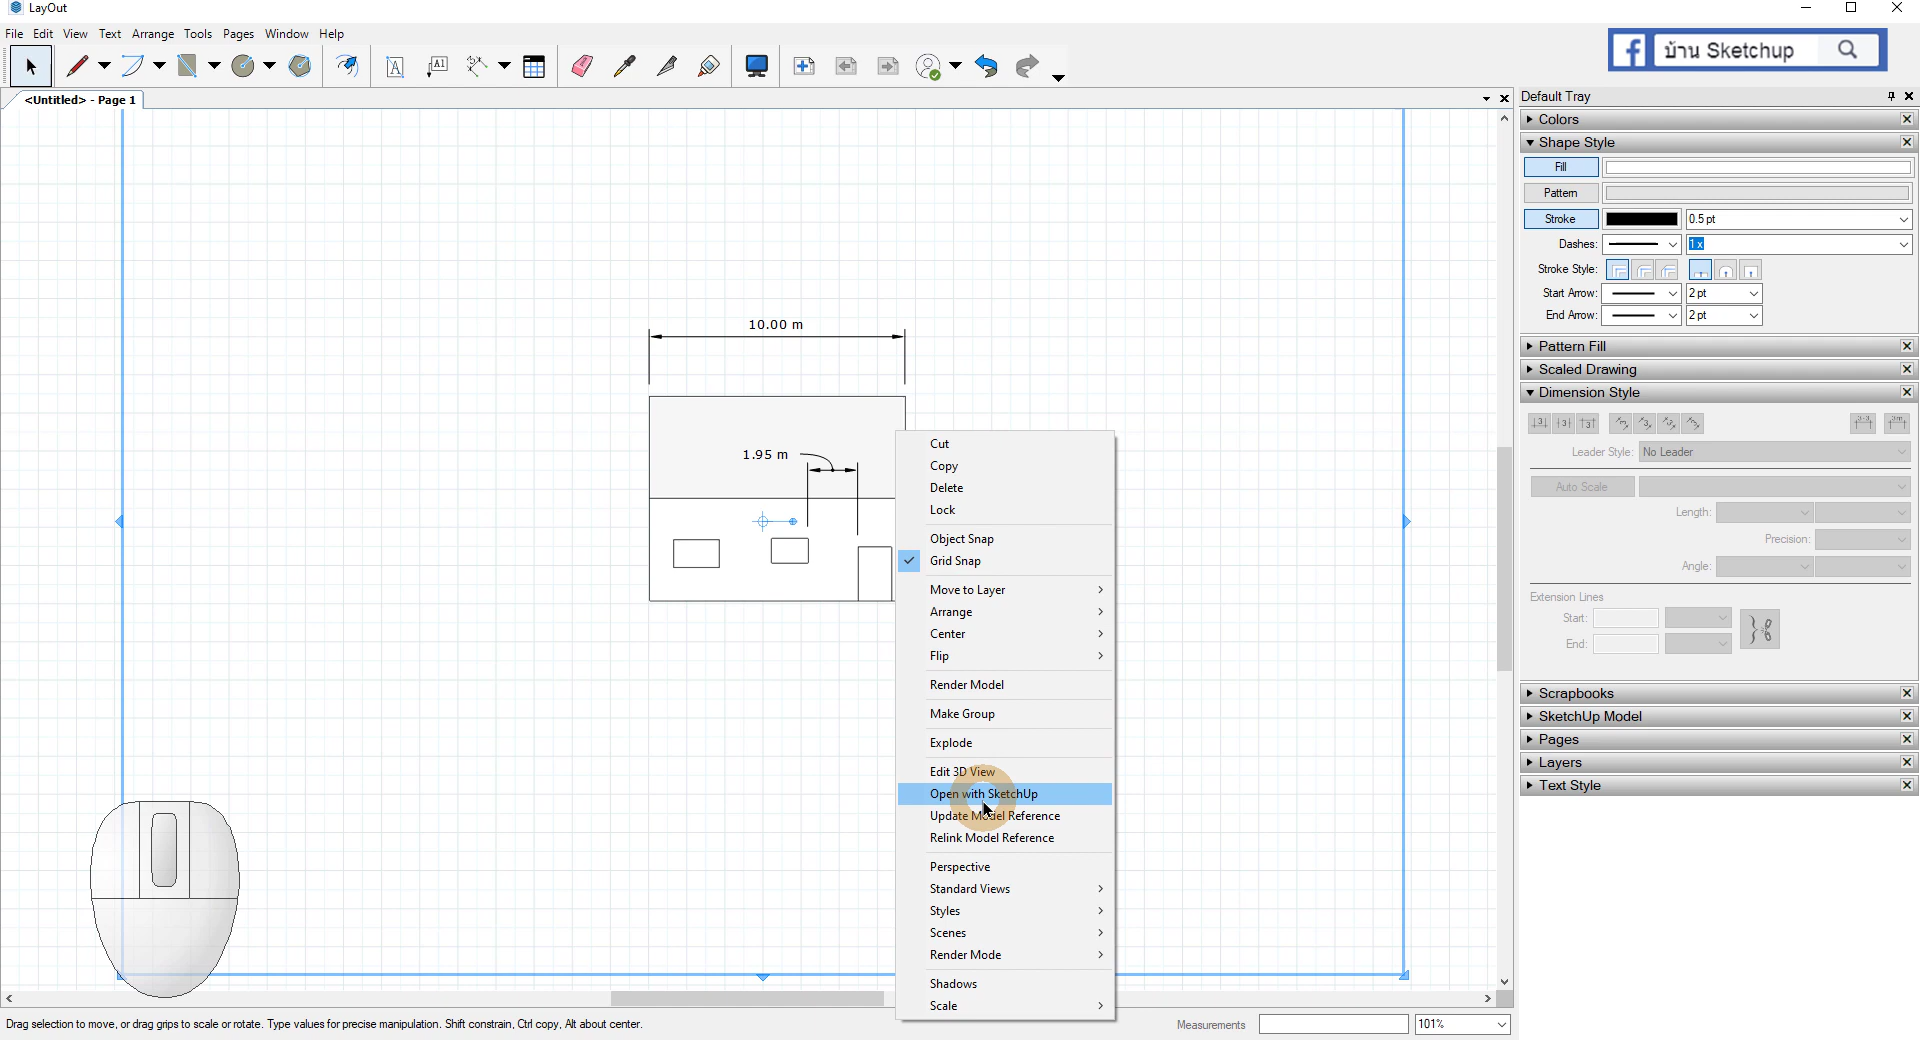 LayOut
File Edit View Text Arrange Tools Pages Window Help
บ้าน Sketchup
<Untitled> - Page 1
Default Tray
Colors
Shape Style
Fill
Pattern
Stroke 0.5 pt
Dashes: 1 x
Stroke Style:
Start Arrow: 2 pt
End Arrow: 2 pt
Pattern Fill
Scaled Drawing
Dimension Style
Leader Style: No Leader
Auto Scale
Length:
Precision:
Angle:
Extension Lines
Start:
End:
Scrapbooks
SketchUp Model
Pages
Layers
Text Style
10.00 m
1.95 m
Cut
Copy
Delete
Lock
Object Snap
Grid Snap
Move to Layer
Arrange
Center
Flip
Render Model
Make Group
Explode
Edit 3D View
Open with SketchUp
Update Model Reference
Relink Model Reference
Perspective
Standard Views
Styles
Scenes
Render Mode
Shadows
Scale
Drag selection to move, or drag grips to scale or rotate. Type values for precise manipulation. Shift constrain, Ctrl copy, Alt about center.
Measurements 101%